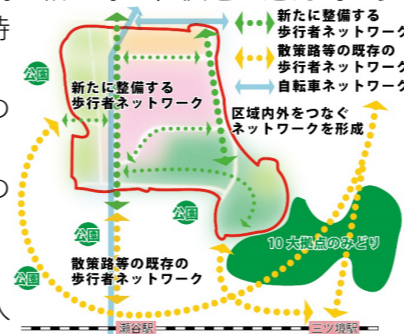 時
の
の
人
新たに整備する
歩行者ネットワーク
散策路等の既存の
歩行者ネットワーク
自転車ネットワーク
公園
新たに整備する
歩行者ネットワーク
区域内外をつなぐ
ネットワークを形成
公園
公園
公園
10大拠点のみどり
散策路等の既存の
歩行者ネットワーク
瀬谷駅
三ツ境駅